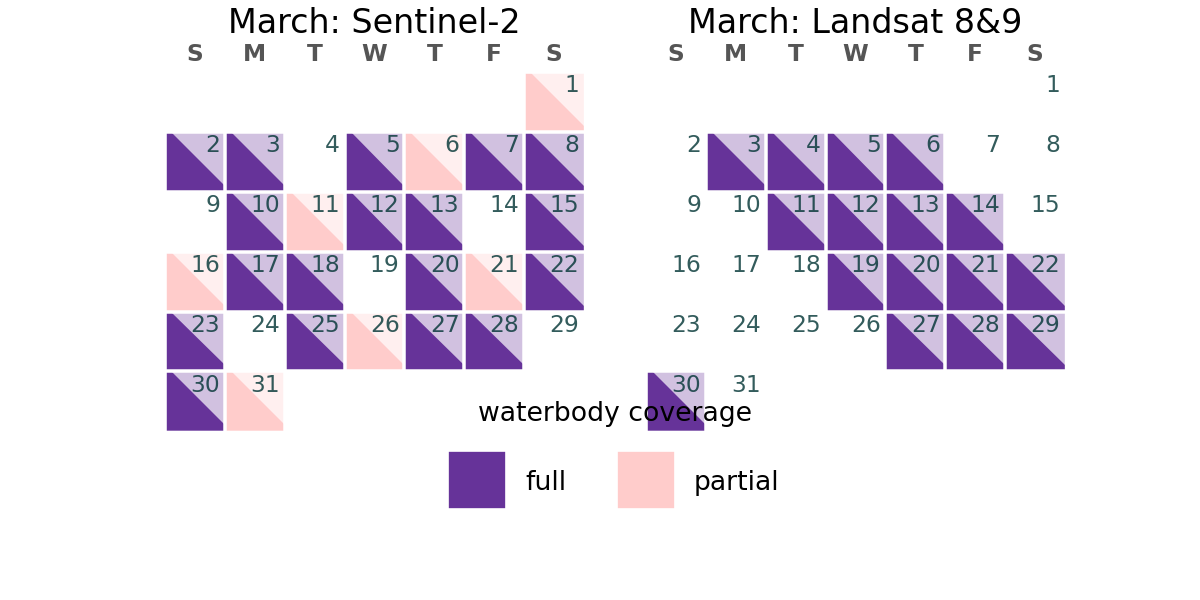 March: Sentinel-2
S M T W T F S
1
2 3 4 5 6 7 8
9 10 11 12 13 14 15
16 17 18 19 20 21 22
23 24 25 26 27 28 29
30 31
March: Landsat 8&9
S M T W T F S
1
2 3 4 5 6 7 8
9 10 11 12 13 14 15
16 17 18 19 20 21 22
23 24 25 26 27 28 29
30 31
waterbody coverage
full partial